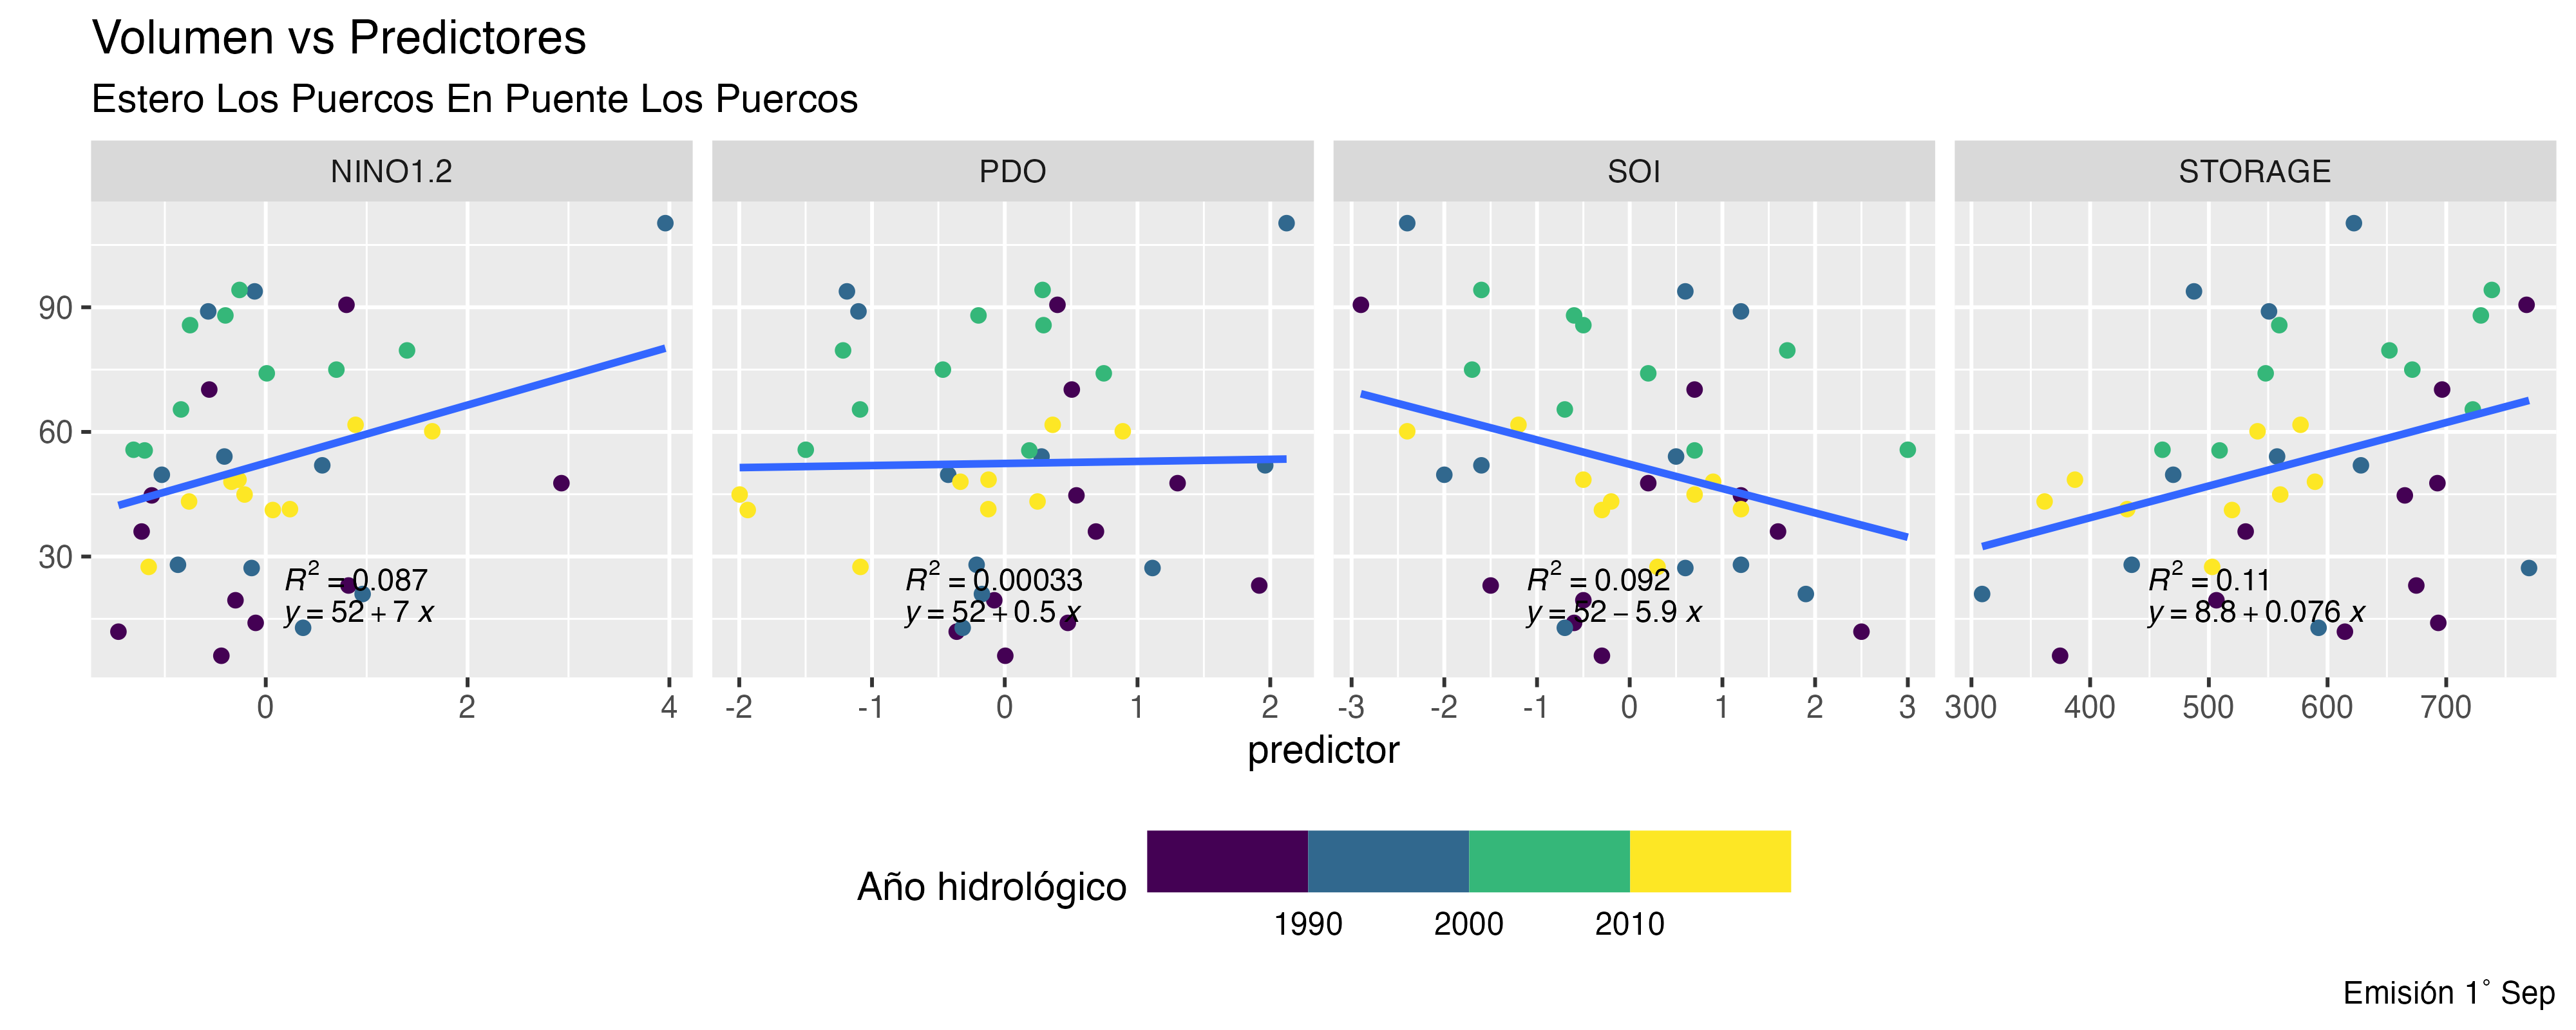 Volumen vs Predictores
Estero Los Puercos En Puente Los Puercos
NINO1.2 PDO SOI STORAGE
90
60
30
R² = 0.087 R² = 0.00033 R² = 0.092 R² = 0.11
y = 52 + 7 x y = 52 + 0.5 x y = 52 − 5.9 x y = 8.8 + 0.076 x
0 2 4 -2 -1 0 1 2 -3 -2 -1 0 1 2 3 300 400 500 600 700
predictor
Año hidrológico
1990 2000 2010
Emisión 1° Sep